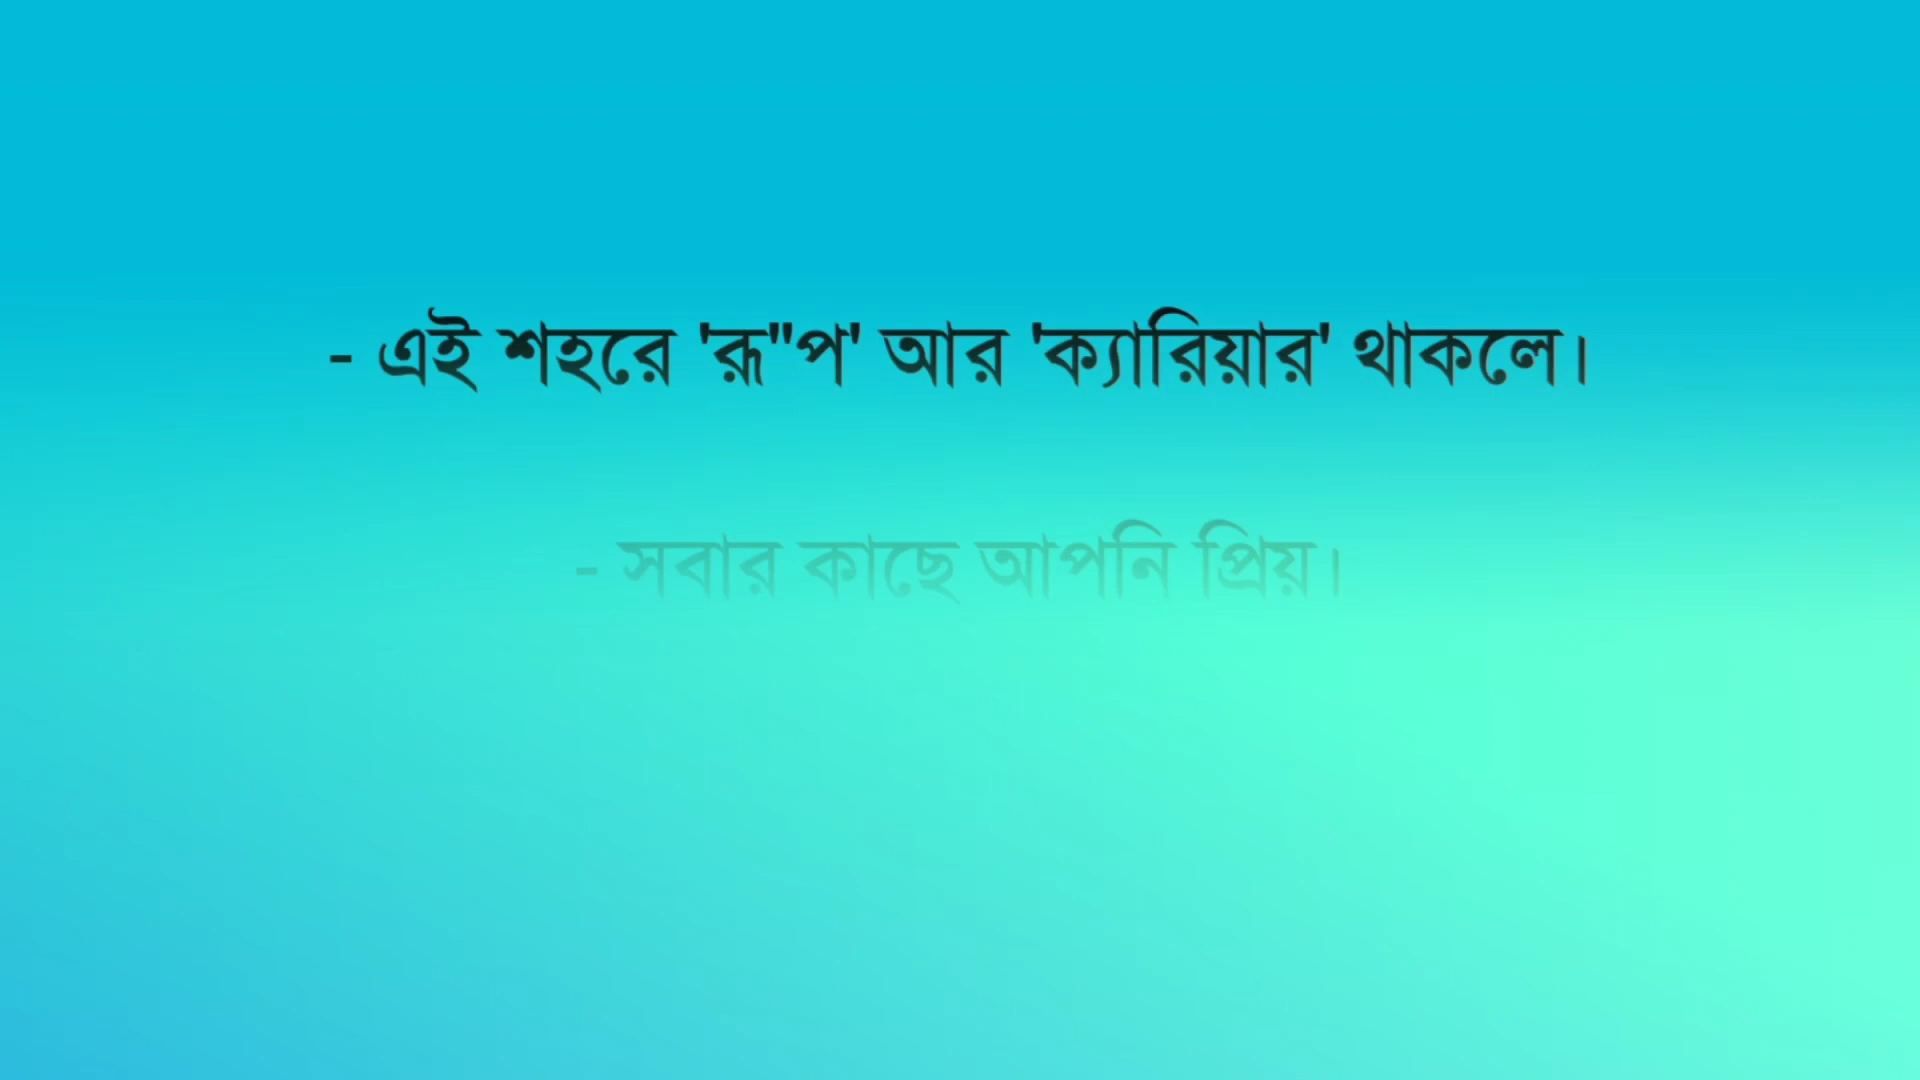 - এই শহরে 'রূ"প' আর 'ক্যারিয়ার' থাকলে।
- সবার কাছে আপনি প্রিয়।